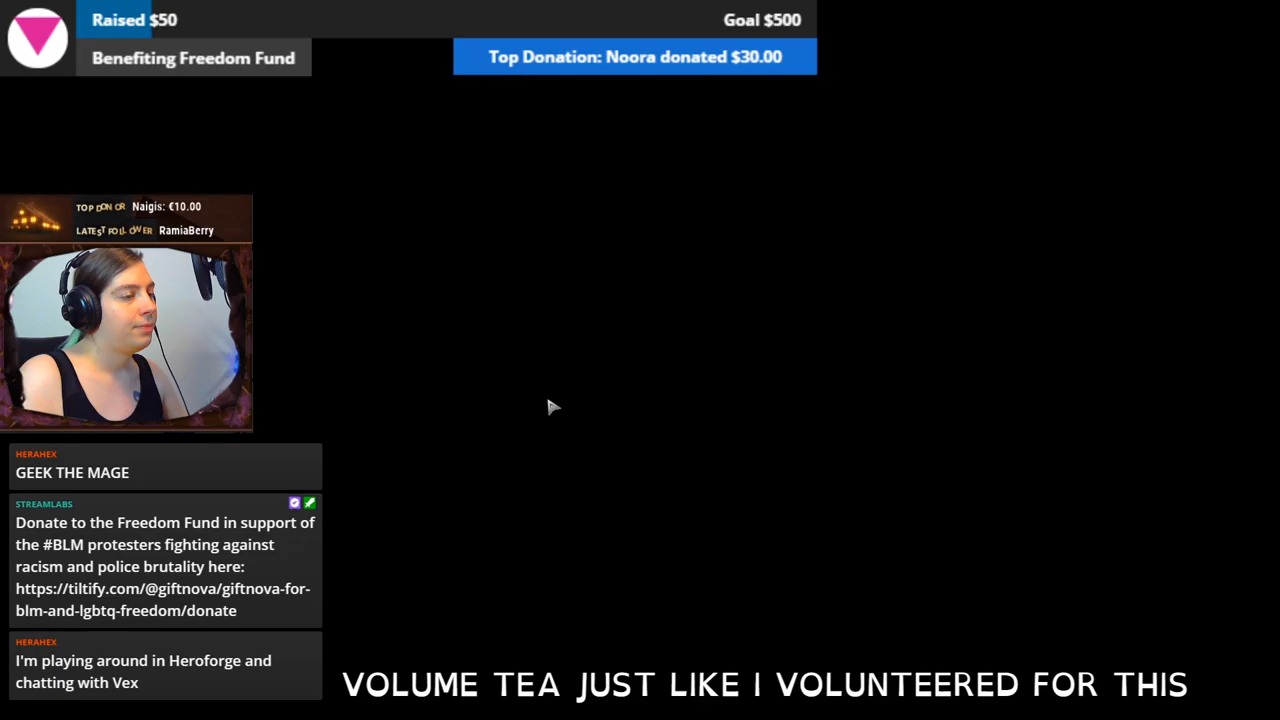 Raised $50
Goal $500
Benefiting Freedom Fund
Top Donation: Noora donated $30.00
TOP DONOR Naigis: €10.00
LATEST FOLLOWER RamiaBerry
HERAHEX
GEEK THE MAGE
STREAMLABS
Donate to the Freedom Fund in support of
the #BLM protesters fighting against
racism and police brutality here:
https://tiltify.com/@giftnova/giftnova-for-
blm-and-lgbtq-freedom/donate
HERAHEX
I'm playing around in Heroforge and
chatting with Vex
VOLUME TEA JUST LIKE I VOLUNTEERED FOR THIS